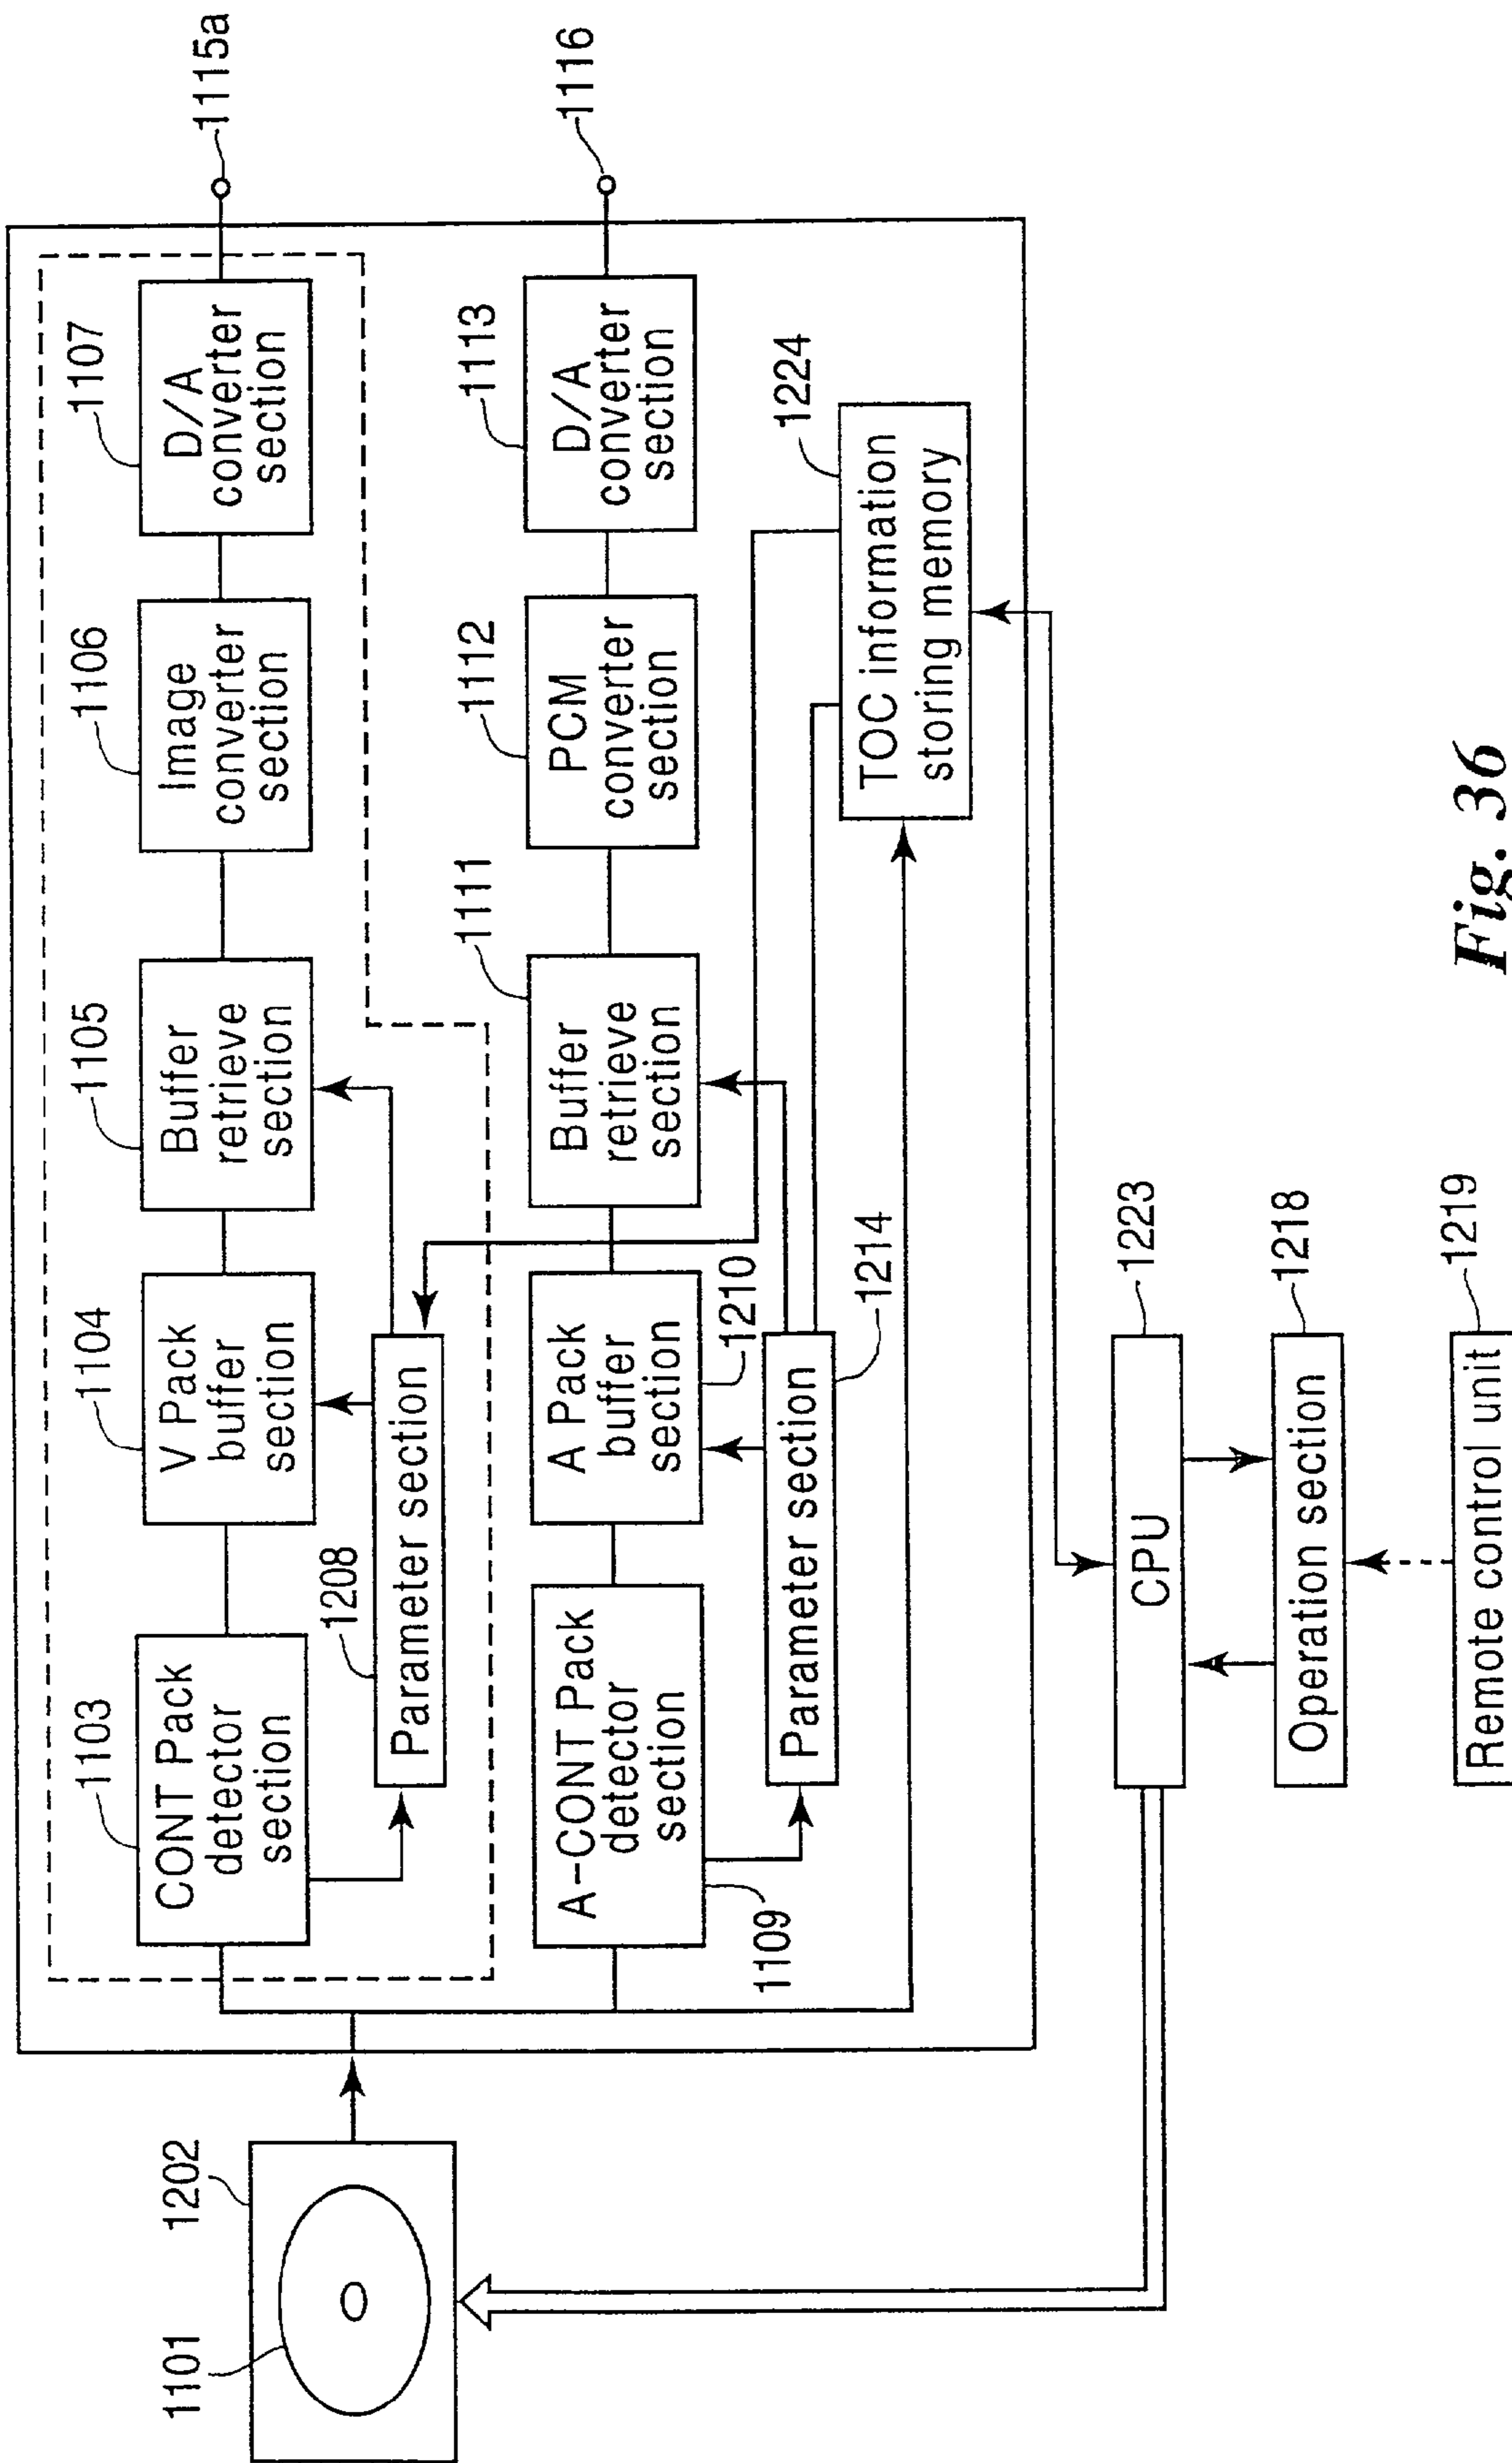 1101
1202
1103
CONT Pack
detector
section
1104
V Pack
buffer
section
1105
Buffer
retrieve
section
1106
Image
converter
section
1107
D/A
converter
section
1115a
1208
Parameter section
A-CONT Pack
detector
section
1109
A Pack
buffer
section
1210
1111
Buffer
retrieve
section
1112
PCM
converter
section
1113
D/A
converter
section
1116
Parameter section
1214
1224
TOC information
storing memory
1223
CPU
1218
Operation section
1219
Remote control unit
Fig. 36